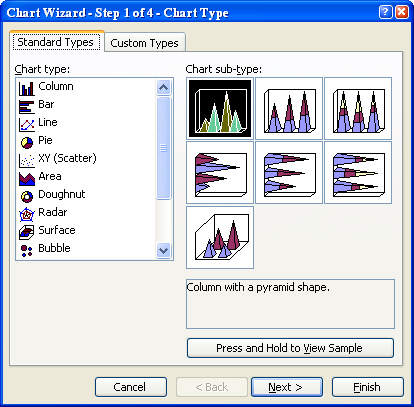 Chart Wizard - Step 1 of 4 - Chart Type
Standard Types
Custom Types
Chart type:
Column
Bar
Line
Pie
XY (Scatter)
Area
Doughnut
Radar
Surface
Bubble
Chart sub-type:
Column with a pyramid shape.
Press and Hold to View Sample
Cancel
< Back
Next >
Finish